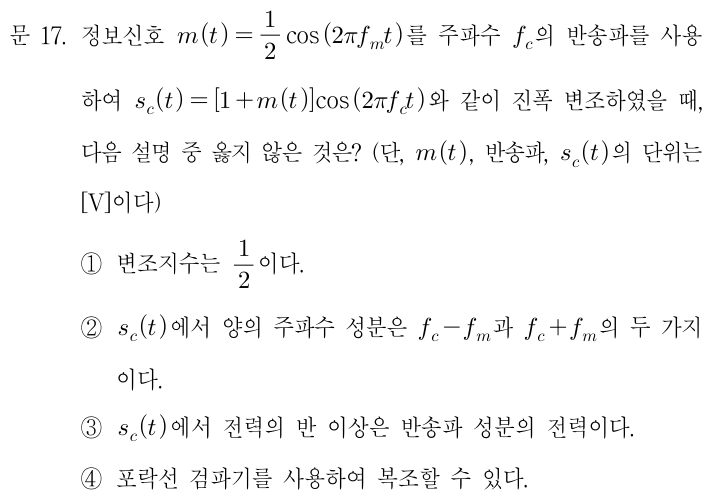 문 17. 정보신호 m(t) = \frac{1}{2} cos(2πf_m t)를 주파수 f_c의 반송파를 사용
하여 s_c(t) = [1+m(t)]cos(2πf_c t)와 같이 진폭 변조하였을 때,
다음 설명 중 옳지 않은 것은? (단, m(t), 반송파, s_c(t)의 단위는
[V]이다)
① 변조지수는 \frac{1}{2}이다.
② s_c(t)에서 양의 주파수 성분은 f_c-f_m과 f_c+f_m의 두 가지
이다.
③ s_c(t)에서 전력의 반 이상은 반송파 성분의 전력이다.
④ 포락선 검파기를 사용하여 복조할 수 있다.